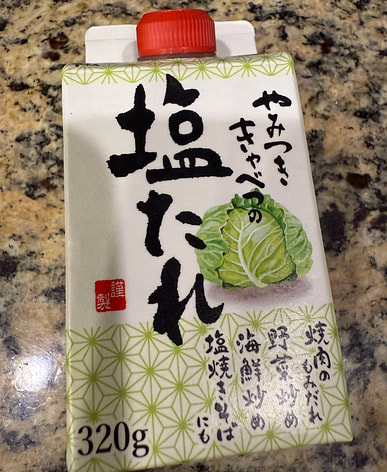 やみつき
きゃべつの
塩たれ
謹製
焼肉のもみだれ
野菜炒め
海鮮炒め
塩焼きそば
にも
320g